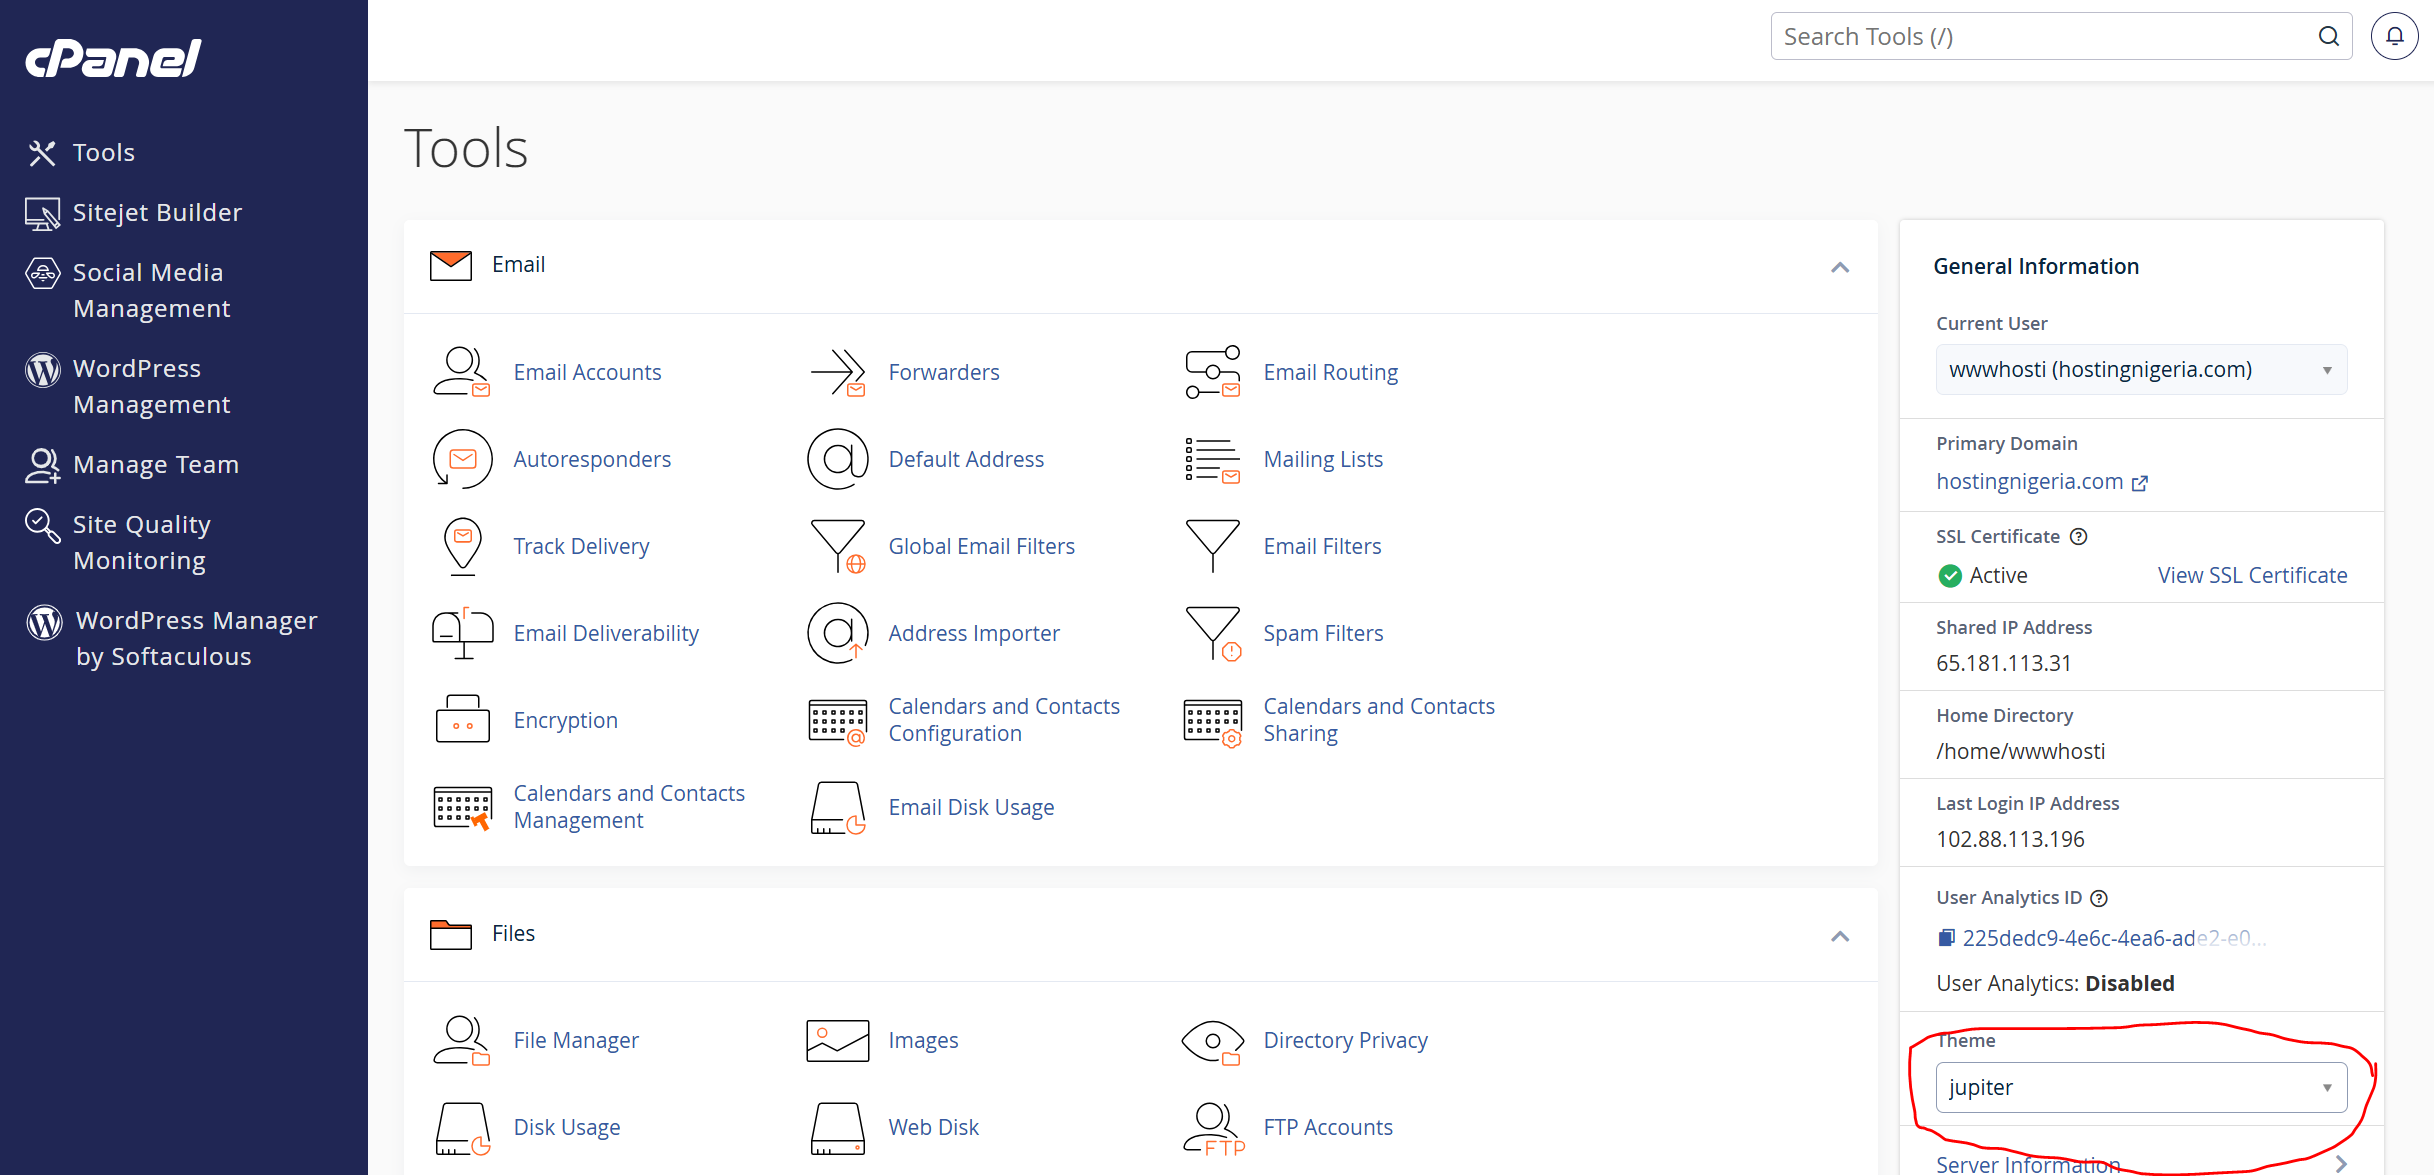 cPanel
Search Tools (/)
Tools
Sitejet Builder
Social Media
Management
WordPress
Management
Manage Team
Site Quality
Monitoring
WordPress Manager
by Softaculous
Tools
Email
Email Accounts
Forwarders
Email Routing
Autoresponders
Default Address
Mailing Lists
Track Delivery
Global Email Filters
Email Filters
Email Deliverability
Address Importer
Spam Filters
Encryption
Calendars and Contacts
Configuration
Calendars and Contacts
Sharing
Calendars and Contacts
Management
Email Disk Usage
Files
File Manager
Images
Directory Privacy
Disk Usage
Web Disk
FTP
FTP Accounts
General Information
Current User
wwwhosti (hostingnigeria.com)
Primary Domain
hostingnigeria.com
SSL Certificate
Active
View SSL Certificate
Shared IP Address
65.181.113.31
Home Directory
/home/wwwhosti
Last Login IP Address
102.88.113.196
User Analytics ID
225dedc9-4e6c-4ea6-ade2-e0...
User Analytics: Disabled
Theme
jupiter
Server Information